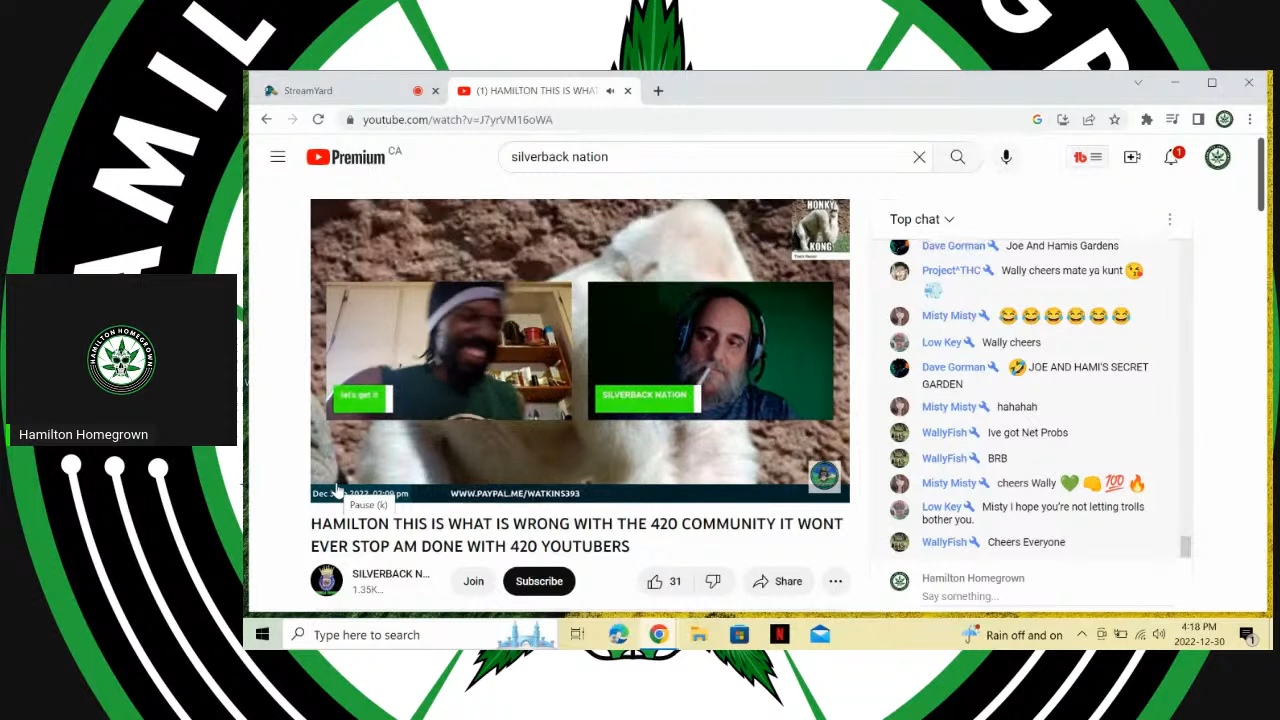 StreamYard
(1) HAMILTON THIS IS WHAT
youtube.com/watch?v=J7yrVM16oWA
Premium CA
silverback nation
1
HONKY
KONG
let's get it
SILVERBACK NATION
WWW.PAYPAL.ME/WATKINS393
Pause (k)
HAMILTON THIS IS WHAT IS WRONG WITH THE 420 COMMUNITY IT WONT
EVER STOP AM DONE WITH 420 YOUTUBERS
SILVERBACK N...
1.35K...
Join
Subscribe
31
Share
Top chat
Dave Gorman Joe And Hamis Gardens
Project^THC Wally cheers mate ya kunt 😘
💨
Misty Misty 😂😂😂😂😂😂
Low Key Wally cheers
Dave Gorman 🤣JOE AND HAMI'S SECRET
GARDEN
Misty Misty hahahah
WallyFish Ive got Net Probs
WallyFish BRB
Misty Misty cheers Wally 💚👊💯🔥
Low Key Misty I hope you're not letting trolls
bother you.
WallyFish Cheers Everyone
Hamilton Homegrown
Say something...
Type here to search
Rain off and on
4:18 PM
2022-12-30
1
HAMILTON HOMEGROWN
Hamilton Homegrown